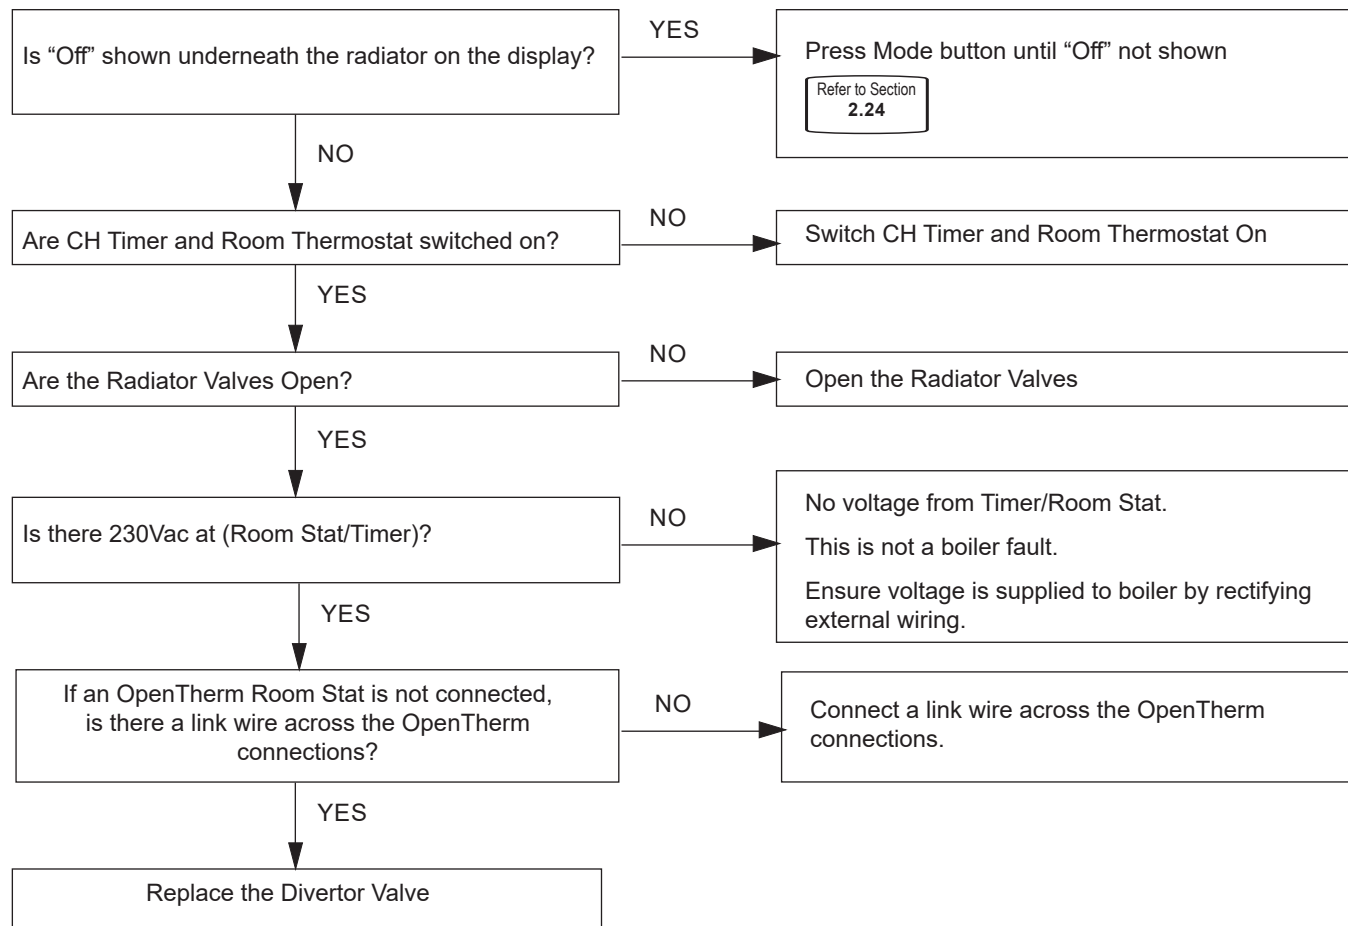 Is “Off” shown underneath the radiator on the display?
YES
Press Mode button until “Off” not shown
Refer to Section
2.24
NO
Are CH Timer and Room Thermostat switched on?
NO
Switch CH Timer and Room Thermostat On
YES
Are the Radiator Valves Open?
NO
Open the Radiator Valves
YES
Is there 230Vac at (Room Stat/Timer)?
NO
No voltage from Timer/Room Stat.
This is not a boiler fault.
Ensure voltage is supplied to boiler by rectifying
external wiring.
YES
If an OpenTherm Room Stat is not connected,
is there a link wire across the OpenTherm
connections?
NO
Connect a link wire across the OpenTherm
connections.
YES
Replace the Divertor Valve